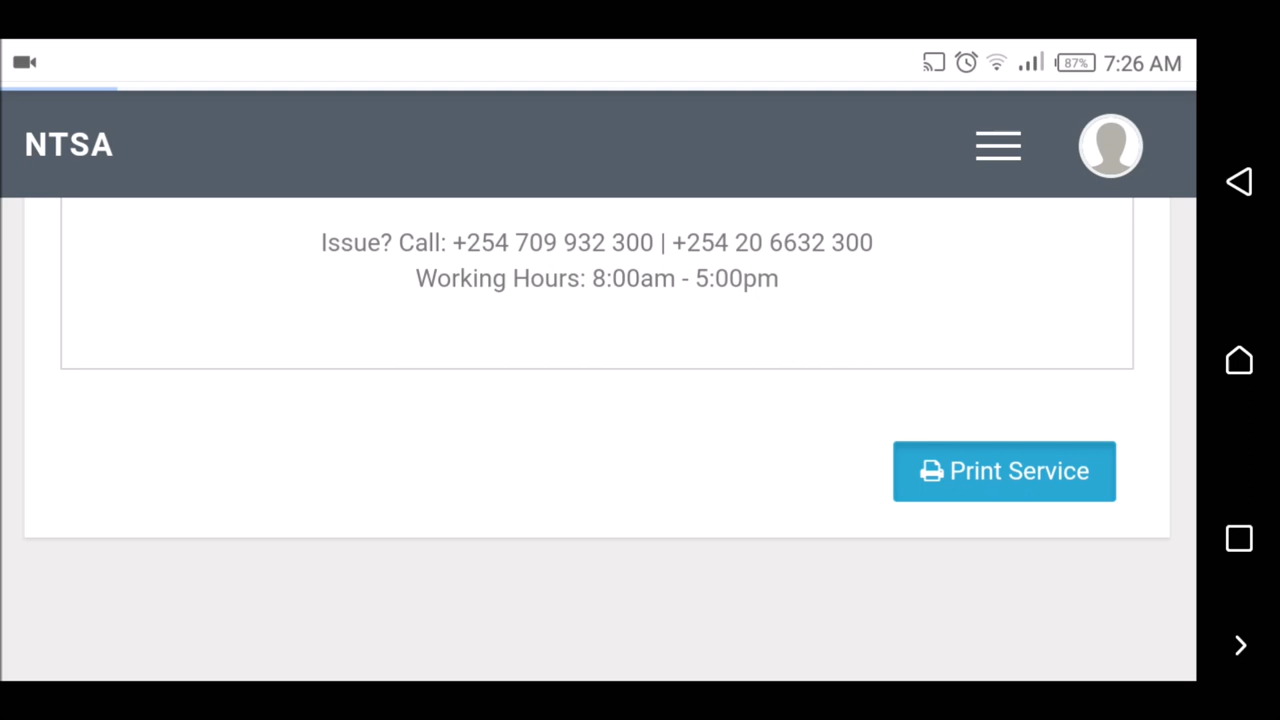 87% 7:26 AM
NTSA
Issue? Call: +254 709 932 300 | +254 20 6632 300
Working Hours: 8:00am - 5:00pm
Print Service